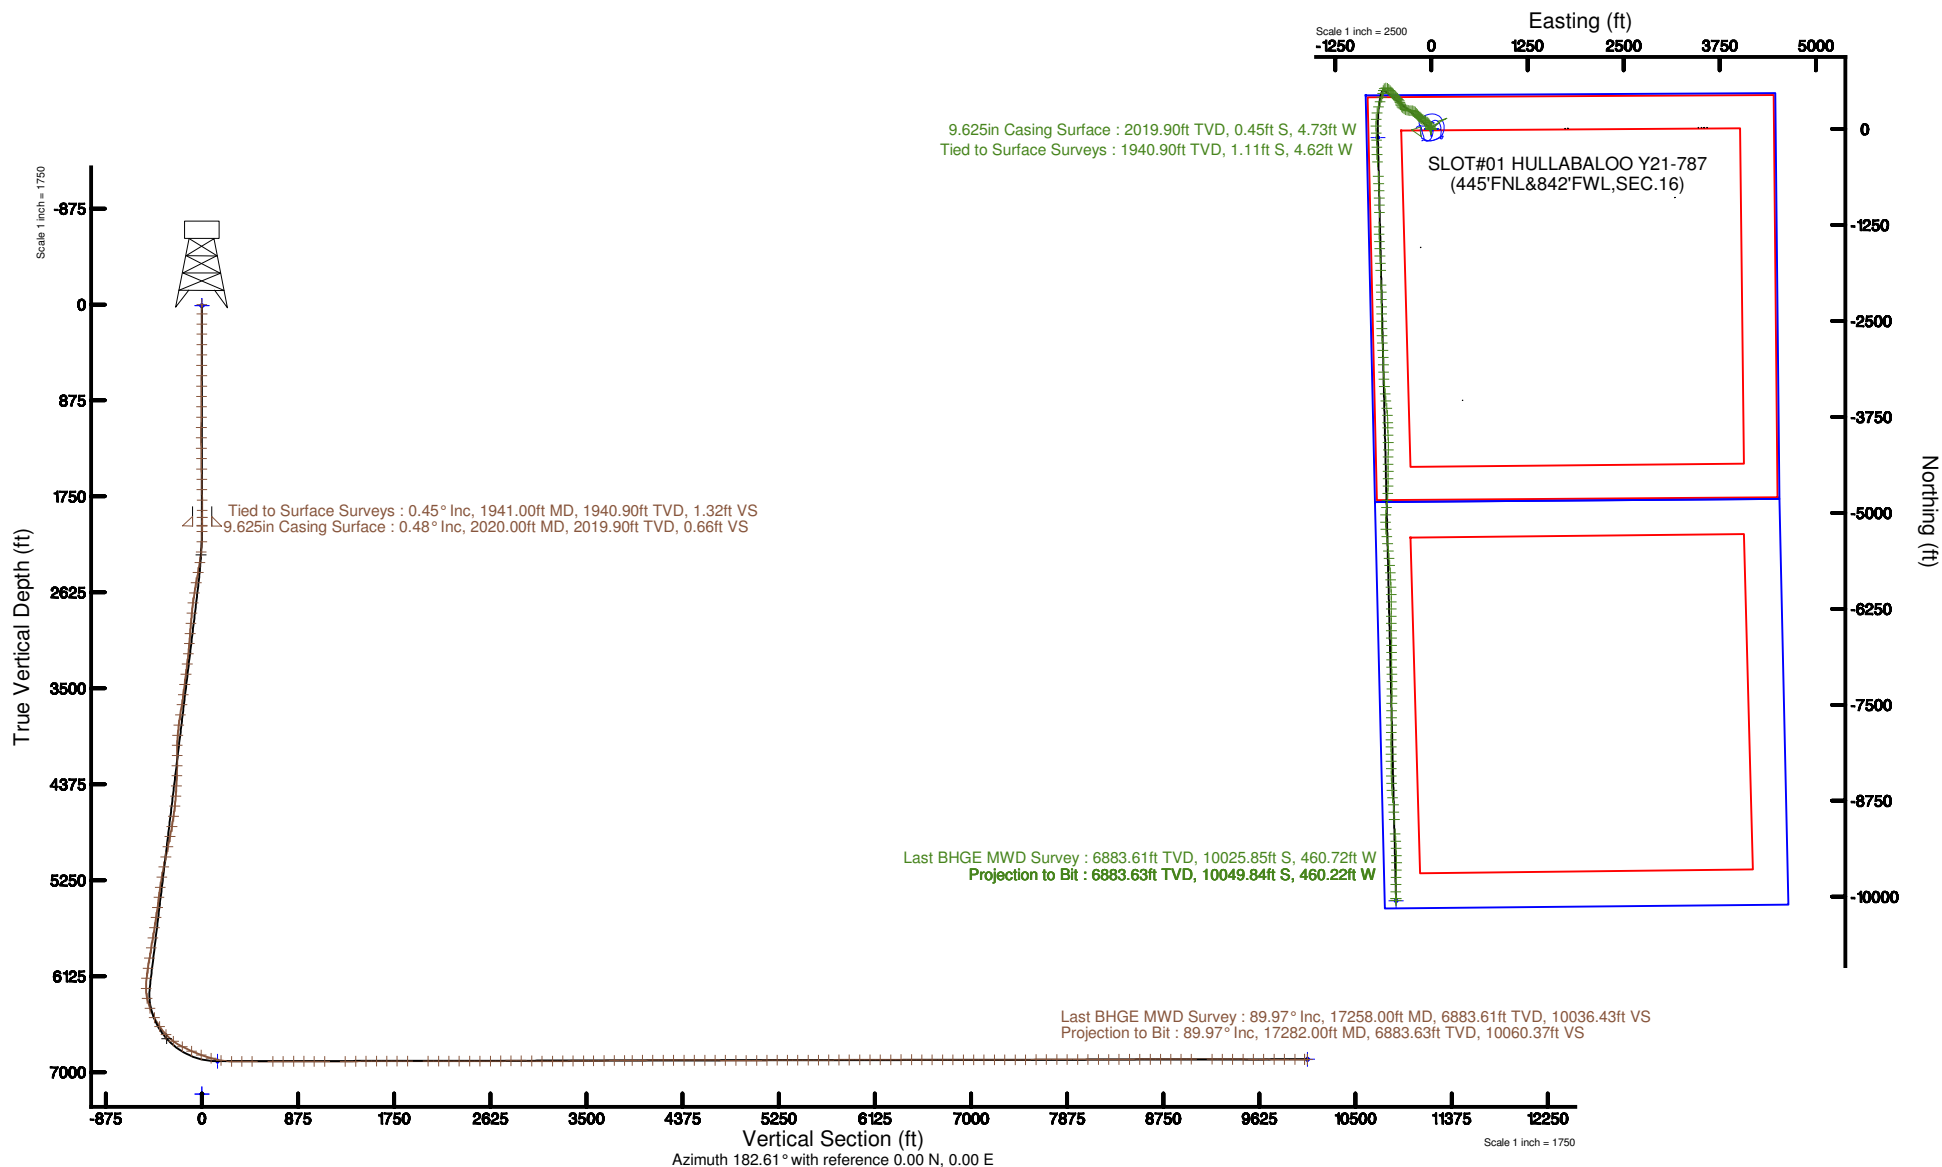 Easting (ft)
Scale 1 inch = 2500
-1250 0 1250 2500 3750 5000
9.625in Casing Surface : 2019.90ft TVD, 0.45ft S, 4.73ft W
Tied to Surface Surveys : 1940.90ft TVD, 1.11ft S, 4.62ft W
SLOT#01 HULLABALOO Y21-787
(445'FNL&842'FWL,SEC.16)
0
-1250
-2500
-3750
-5000
-6250
-7500
-8750
-10000
Northing (ft)
Scale 1 inch = 1750
-875
0
875
1750
2625
3500
4375
5250
6125
7000
True Vertical Depth (ft)
Tied to Surface Surveys : 0.45° Inc, 1941.00ft MD, 1940.90ft TVD, 1.32ft VS
9.625in Casing Surface : 0.48° Inc, 2020.00ft MD, 2019.90ft TVD, 0.66ft VS
Last BHGE MWD Survey : 6883.61ft TVD, 10025.85ft S, 460.72ft W
Projection to Bit : 6883.63ft TVD, 10049.84ft S, 460.22ft W
Last BHGE MWD Survey : 89.97° Inc, 17258.00ft MD, 6883.61ft TVD, 10036.43ft VS
Projection to Bit : 89.97° Inc, 17282.00ft MD, 6883.63ft TVD, 10060.37ft VS
-875 0 875 1750 2625 3500 4375 5250 6125 7000 7875 8750 9625 10500 11375 12250
Vertical Section (ft)
Scale 1 inch = 1750
Azimuth 182.61° with reference 0.00 N, 0.00 E